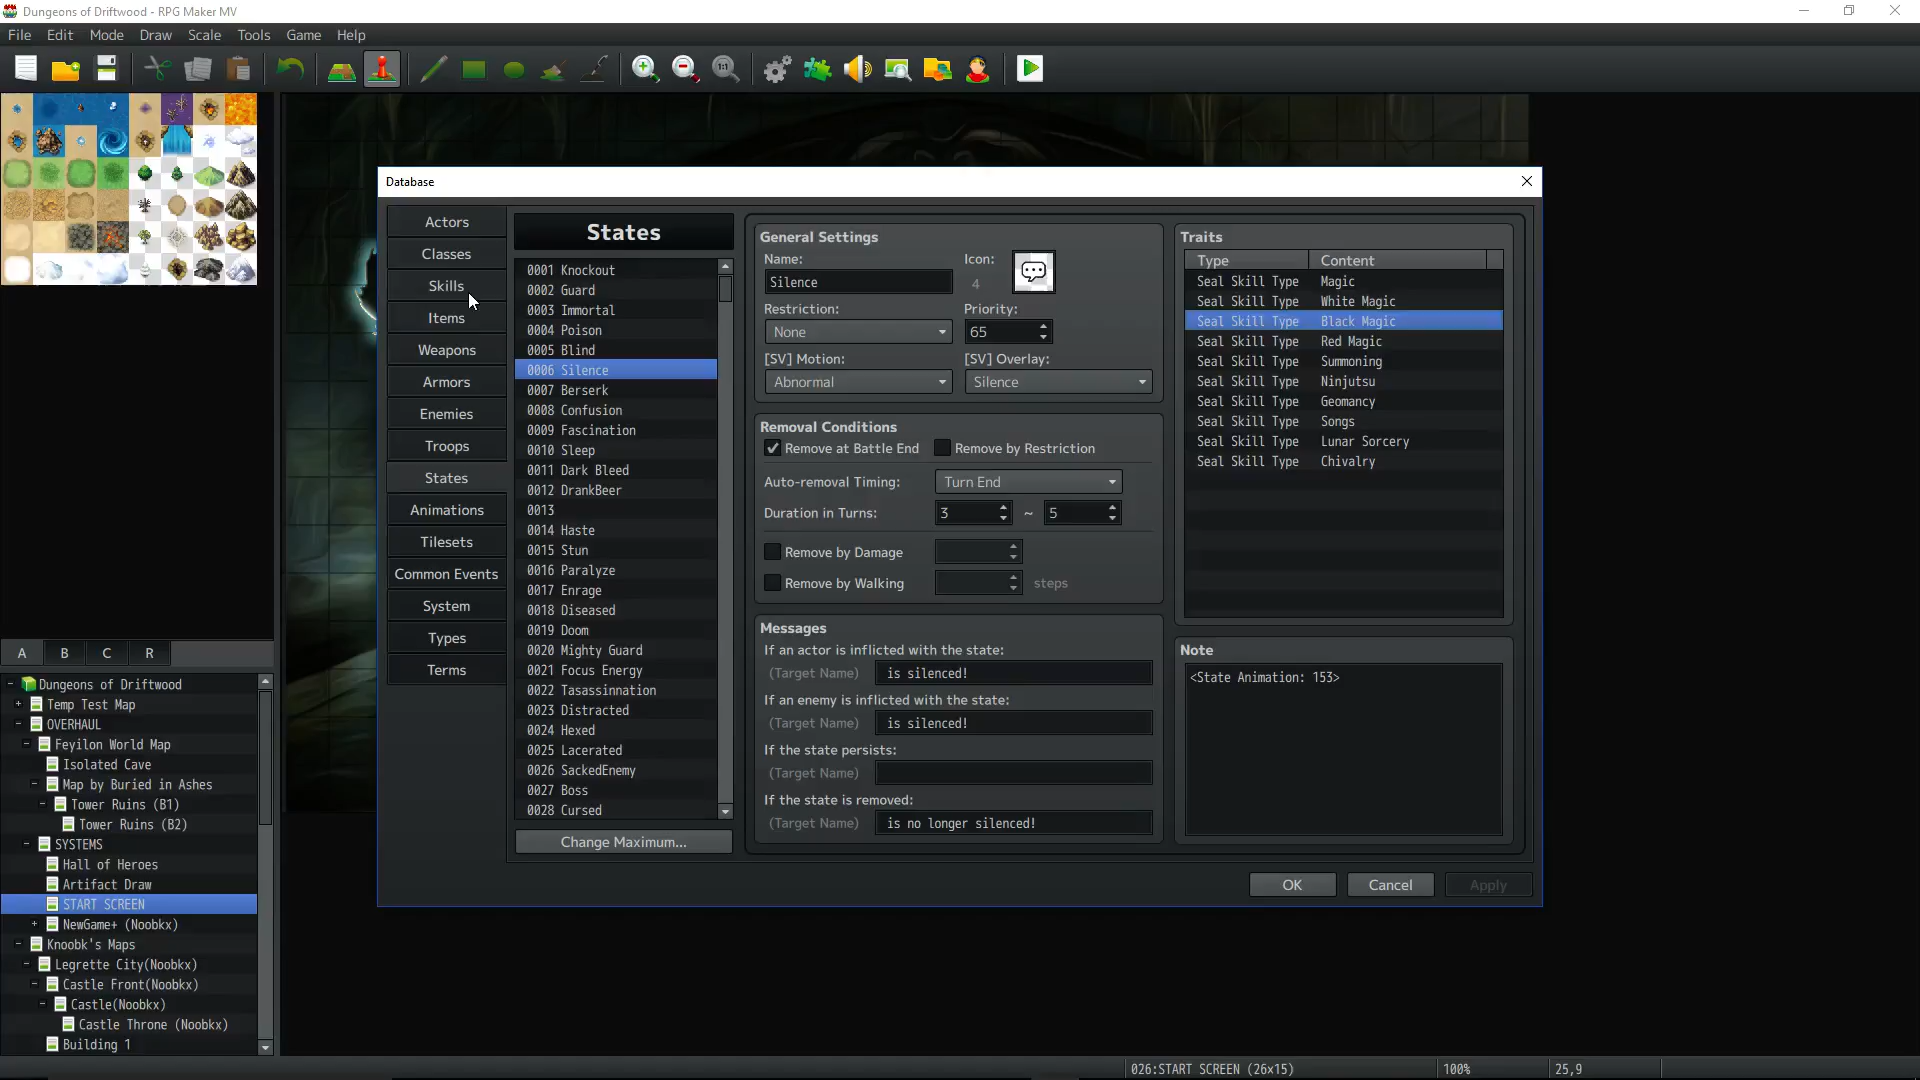 Dungeons of Driftwood - RPG Maker MV
File Edit Mode Draw Scale Tools Game Help
1:1
Database
Actors
Classes
Skills
Items
Weapons
Armors
Enemies
Troops
States
Animations
Tilesets
Common Events
System
Types
Terms
States
0001 Knockout
0002 Guard
0003 Immortal
0004 Poison
0005 Blind
0006 Silence
0007 Berserk
0008 Confusion
0009 Fascination
0010 Sleep
0011 Dark Bleed
0012 DrankBeer
0013
0014 Haste
0015 Stun
0016 Paralyze
0017 Enrage
0018 Diseased
0019 Doom
0020 Mighty Guard
0021 Focus Energy
0022 Tasassinnation
0023 Distracted
0024 Hexed
0025 Lacerated
0026 SackedEnemy
0027 Boss
0028 Cursed
Change Maximum...
General Settings
Name: Icon:
Silence 4
Restriction: Priority:
None 65
[SV] Motion: [SV] Overlay:
Abnormal Silence
Removal Conditions
Remove at Battle End Remove by Restriction
Auto-removal Timing: Turn End
Duration in Turns: 3 ~ 5
Remove by Damage
Remove by Walking steps
Messages
If an actor is inflicted with the state:
(Target Name) is silenced!
If an enemy is inflicted with the state:
(Target Name) is silenced!
If the state persists:
(Target Name)
If the state is removed:
(Target Name) is no longer silenced!
Traits
Type Content
Seal Skill Type Magic
Seal Skill Type White Magic
Seal Skill Type Black Magic
Seal Skill Type Red Magic
Seal Skill Type Summoning
Seal Skill Type Ninjutsu
Seal Skill Type Geomancy
Seal Skill Type Songs
Seal Skill Type Lunar Sorcery
Seal Skill Type Chivalry
Note
<State Animation: 153>
OK Cancel Apply
A B C R
Dungeons of Driftwood
Temp Test Map
OVERHAUL
Feyilon World Map
Isolated Cave
Map by Buried in Ashes
Tower Ruins (B1)
Tower Ruins (B2)
SYSTEMS
Hall of Heroes
Artifact Draw
START SCREEN
NewGame+ (Noobkx)
Knoobk's Maps
Legrette City(Noobkx)
Castle Front(Noobkx)
Castle(Noobkx)
Castle Throne (Noobkx)
Building 1
026:START SCREEN (26x15) 100% 25,9